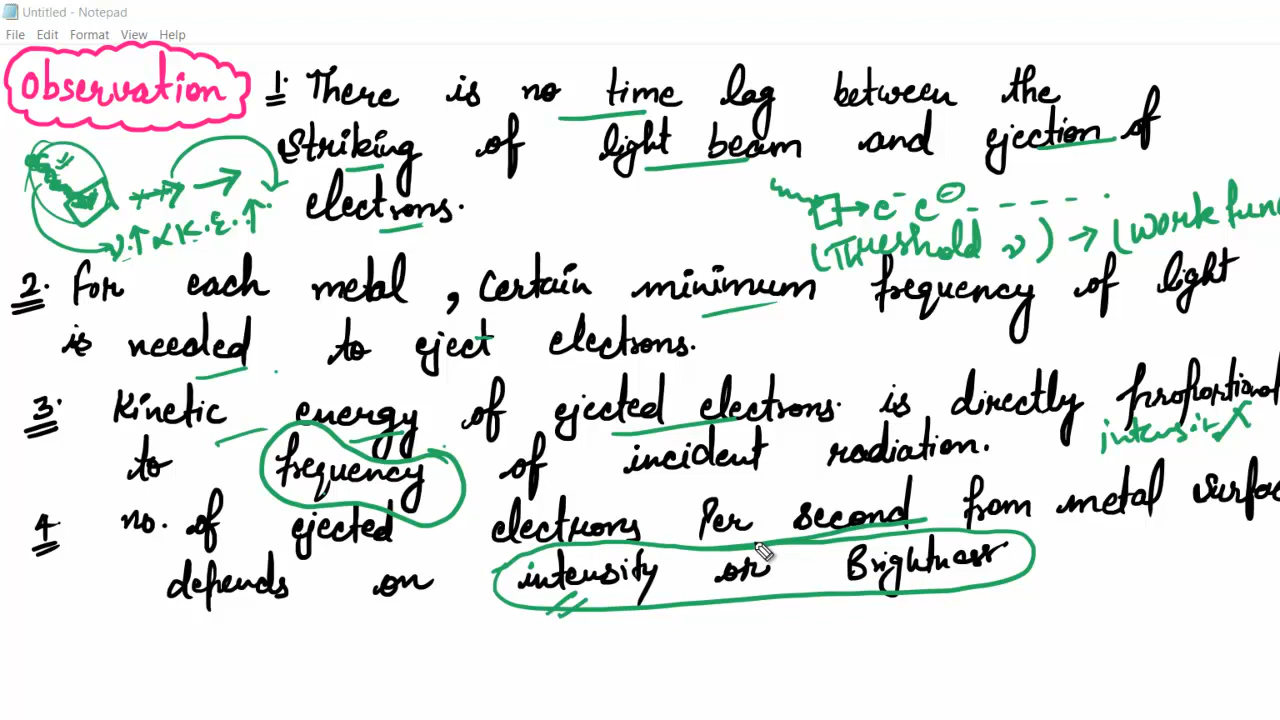 Untitled - Notepad
File Edit Format View Help
Observation
1. There is no time lag between the
striking of light beam and ejection of
electrons.
→ e⁻ e⊖ - - - - - -
ν.↑ ∝ K.E.↑
(Threshold ν) → (work func
2. For each metal, certain minimum frequency of light
is needed to eject electrons.
3. Kinetic energy of ejected electrons. is directly proportional
intensity X
to frequency of incident radiation.
4 no. of ejected electrons Per second from metal surfac
depends on intensity or Brightness